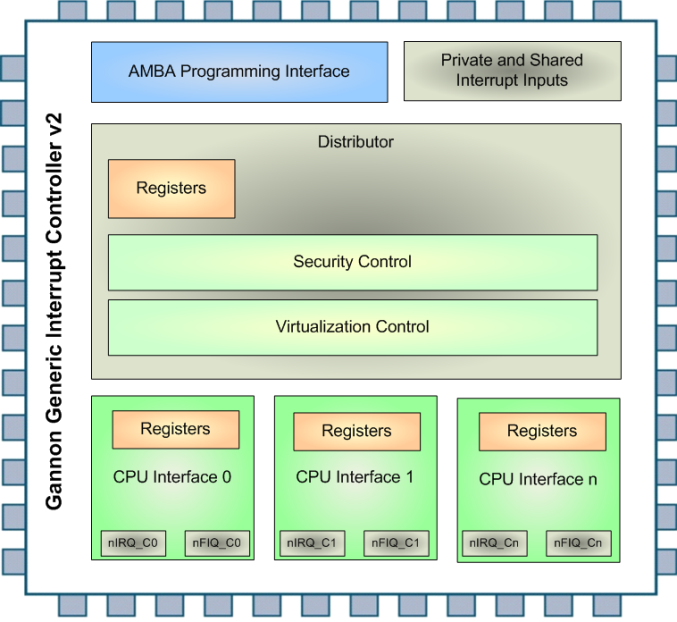 Gannon Generic Interrupt Controller v2
AMBA Programming Interface
Private and Shared
Interrupt Inputs
Distributor
Registers
Security Control
Virtualization Control
Registers
CPU Interface 0
nIRQ_C0
nFIQ_C0
Registers
CPU Interface 1
nIRQ_C1
nFIQ_C1
Registers
CPU Interface n
nIRQ_Cn
nFIQ_Cn